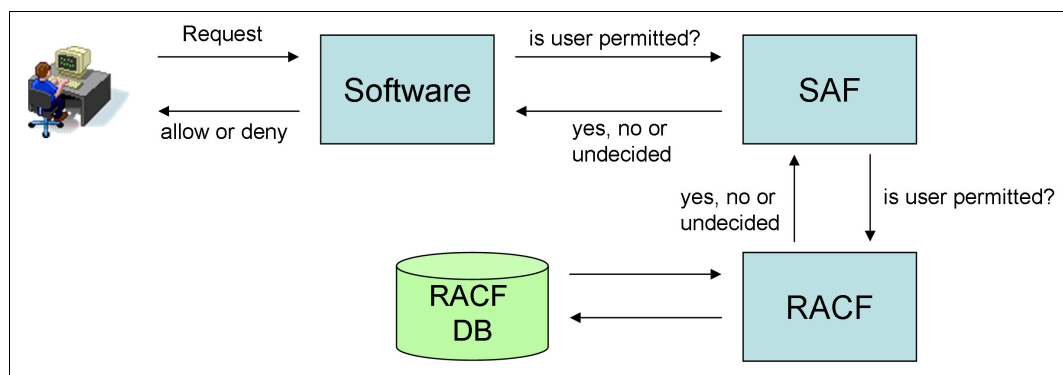 Request
is user permitted?
Software
SAF
allow or deny
yes, no or
undecided
yes, no or
undecided
is user permitted?
RACF
DB
RACF